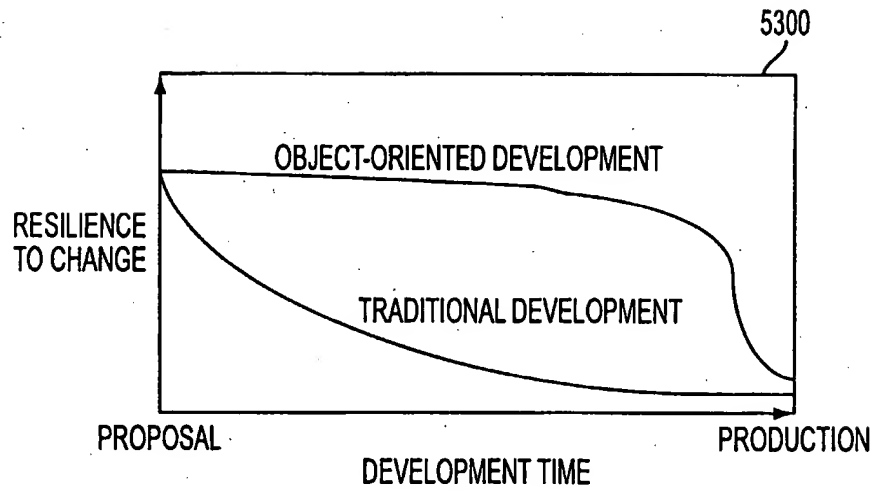 5300
OBJECT-ORIENTED DEVELOPMENT
RESILIENCE
TO CHANGE
TRADITIONAL DEVELOPMENT
PROPOSAL
PRODUCTION
DEVELOPMENT TIME